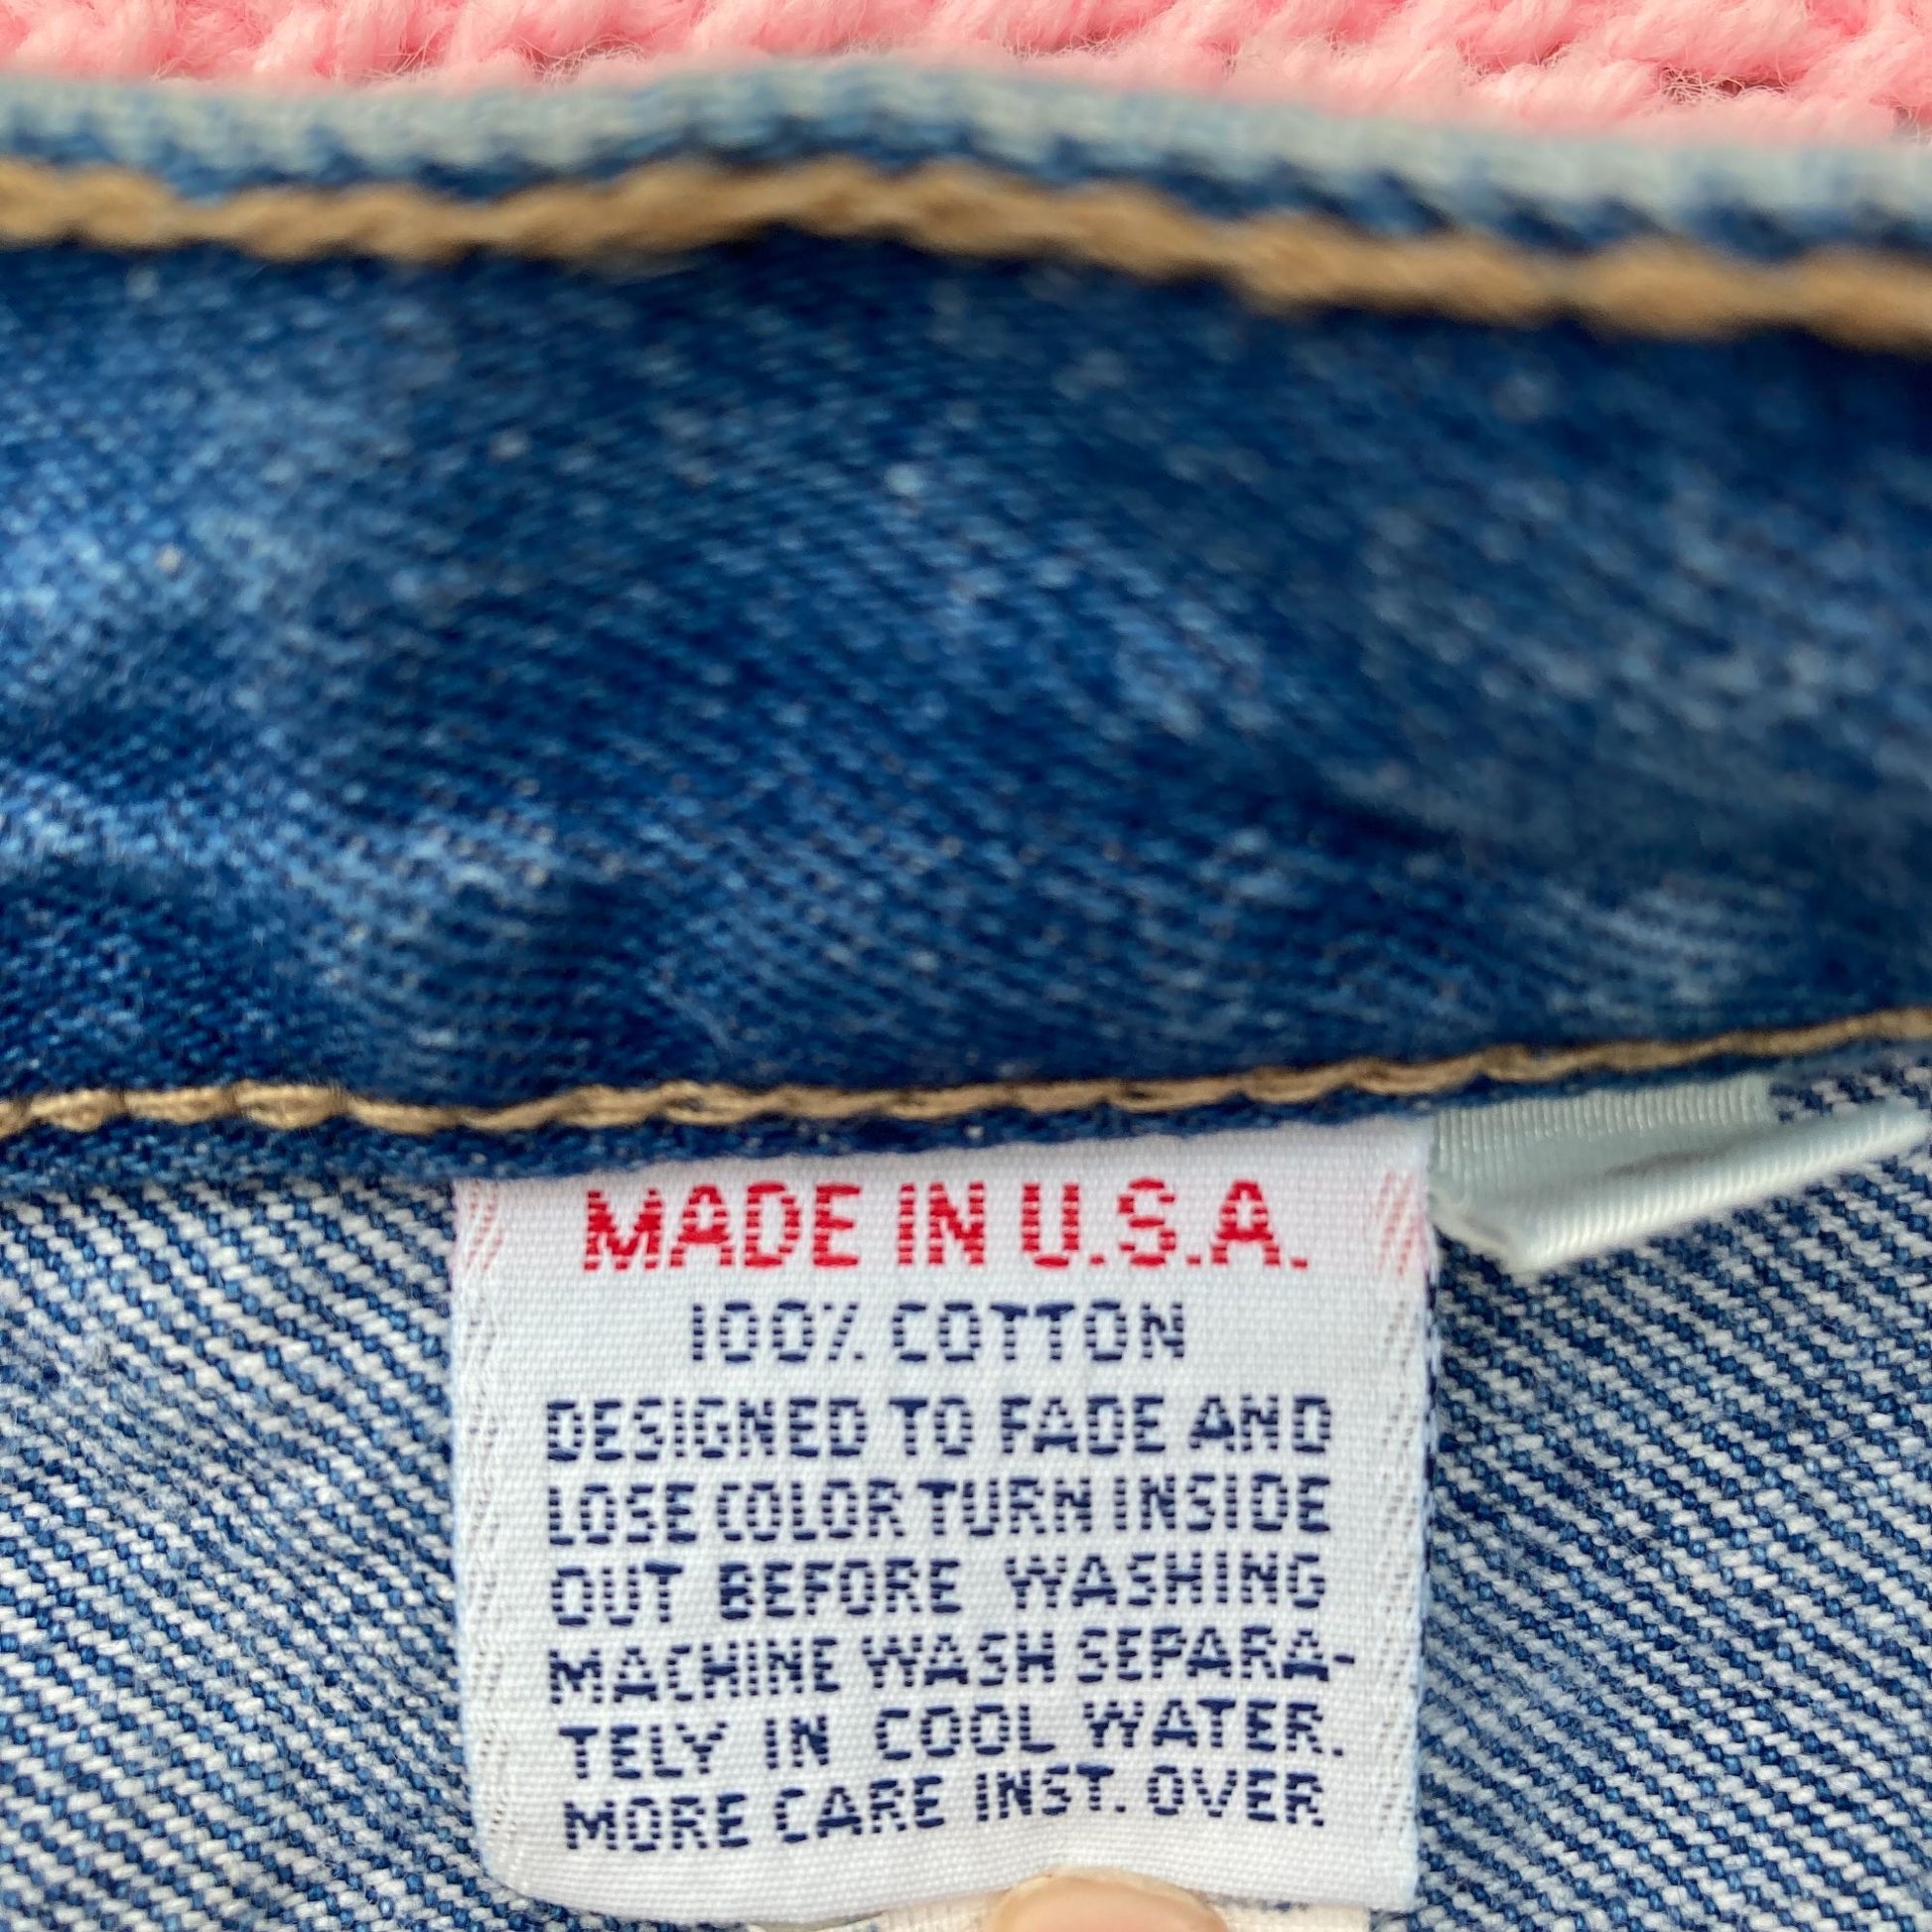 MADE IN U.S.A.
100% COTTON
DESIGNED TO FADE AND
LOSE COLOR TURN INSIDE
OUT BEFORE WASHING
MACHINE WASH SEPARA-
TELY IN COOL WATER.
MORE CARE INST. OVER